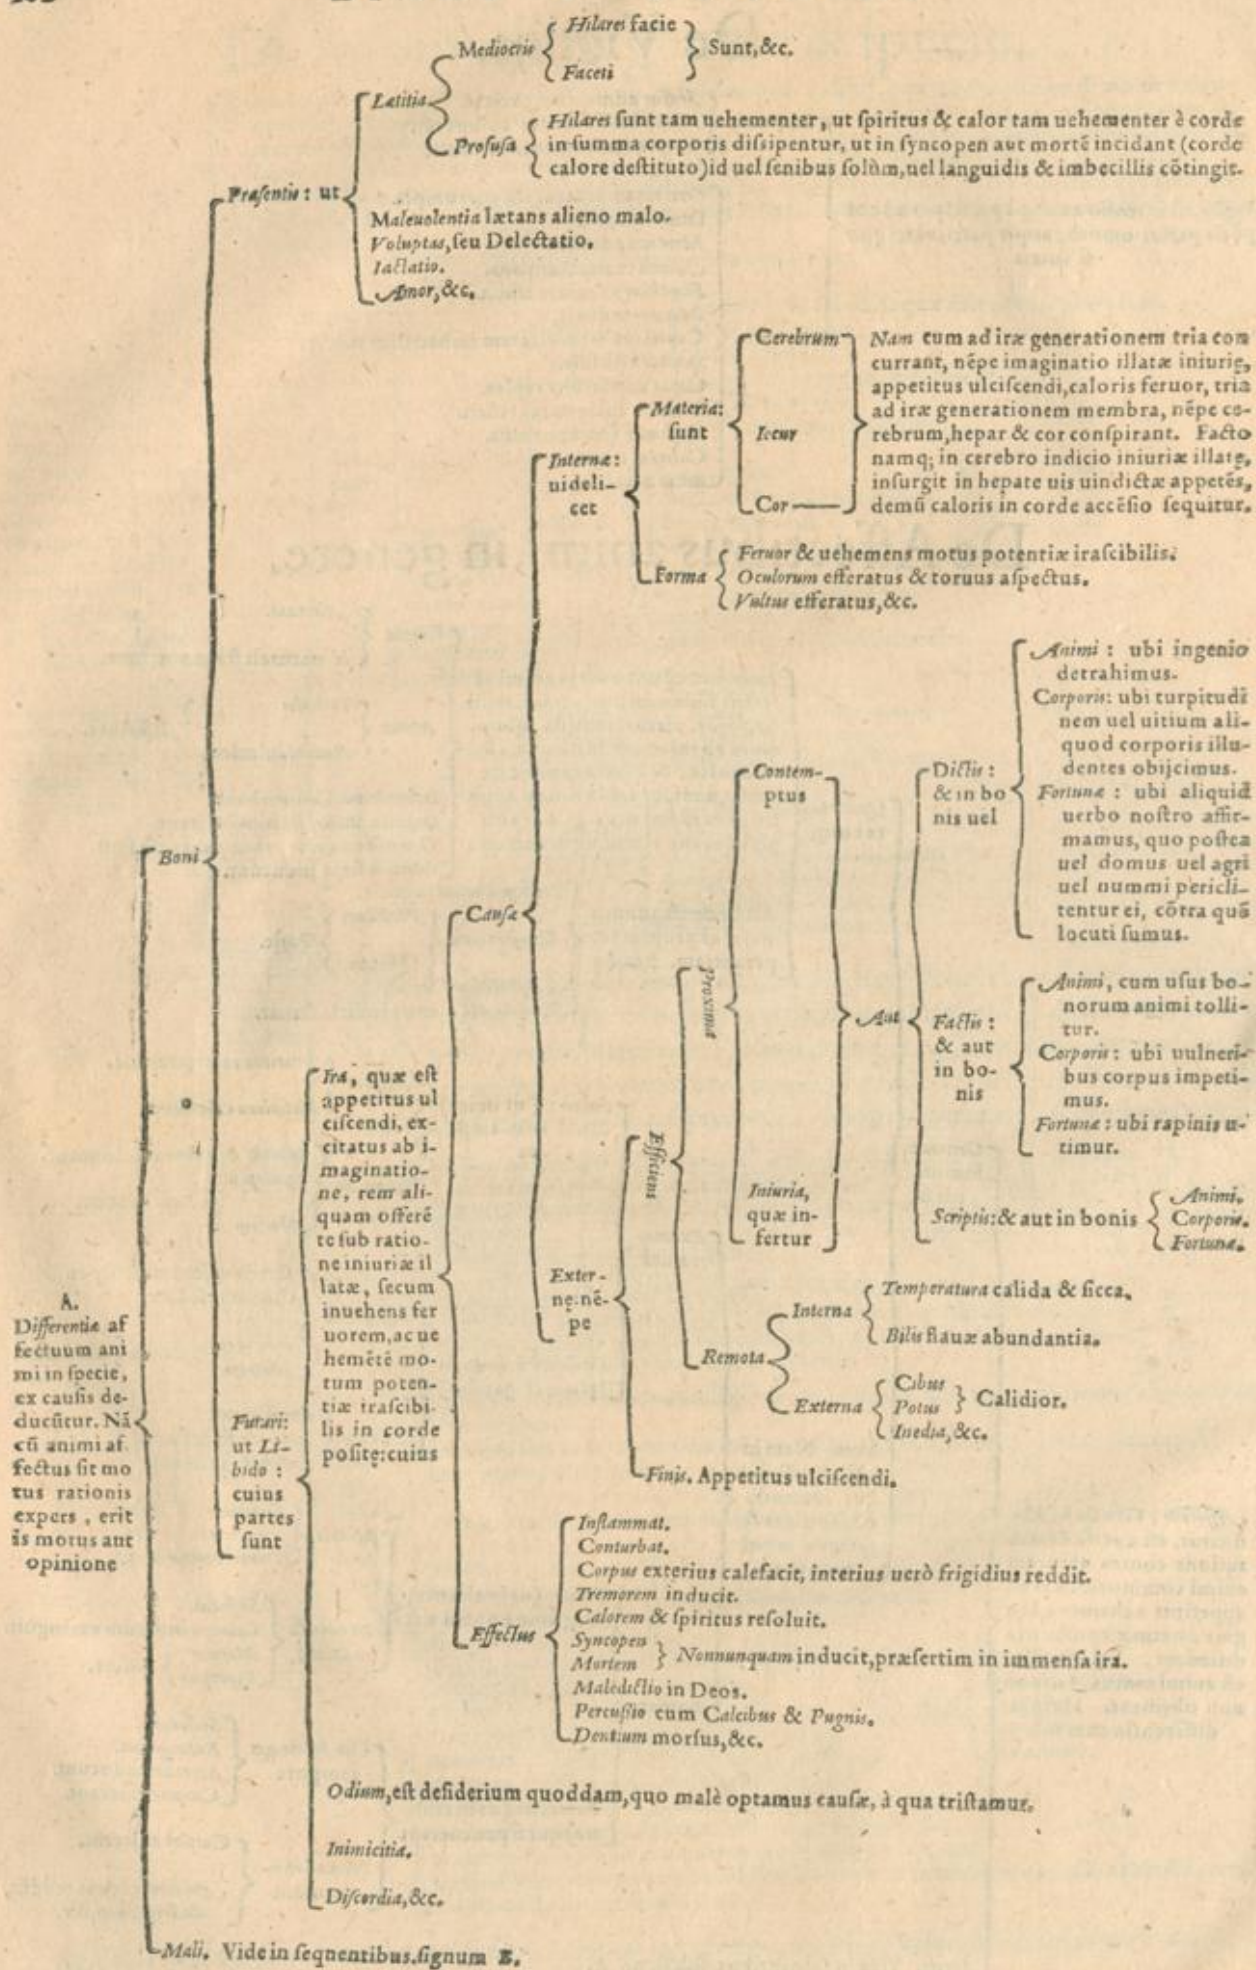 Mediocris
Hilares facie
Faceti
Sunt, &c.
Lætitia
Profusa
Hilares sunt tam uehementer, ut spiritus & calor tam uehementer è corde
in summa corporis dissipentur, ut in syncopen aut mortē incidant (corde
calore destituto) id uel senibus solùm, uel languidis & imbecillis cōtingit.
Præsentis: ut
Maleuolentia lætans alieno malo.
Voluptas, seu Delectatio.
Iactatio.
Amor, &c.
Cerebrum
Iecur
Cor
Nam cum ad iræ generationem tria con
currant, nēpe imaginatio illatæ iniuriȩ,
appetitus ulciscendi, caloris feruor, tria
ad iræ generationem membra, nēpe ce-
rebrum, hepar & cor conspirant. Facto
namq; in cerebro indicio iniuriæ illatȩ,
insurgit in hepate uis uindictæ appetēs,
demū caloris in corde accēsio sequitur.
Materia:
sunt
Internæ:
uideli-
cet
Forma
Feruor & uehemens motus potentiæ irascibilis.
Oculorum efferatus & toruus aspectus.
Vultus efferatus, &c.
Animi: ubi ingenio
detrahimus.
Corporis: ubi turpitudi
nem uel uitium ali-
quod corporis illu-
dentes obijcimus.
Fortunæ: ubi aliquid
uerbo nostro affir-
mamus, quo postea
uel domus uel agri
uel nummi pericli-
tentur ei, cōtra quē
locuti sumus.
Dictis:
& in bo
nis uel
Contem-
ptus
Boni
Causæ
Proxima
Aut
Factis:
& aut
in bo-
nis
Animi, cum usus bo-
norum animi tolli-
tur.
Corporis: ubi uulneri-
bus corpus impeti-
mus.
Fortunæ: ubi rapinis u-
timur.
Ira, quæ est
appetitus ul
ciscendi, ex-
citatus ab i-
maginatio-
ne, rem ali-
quam offerē
te sub ratio-
ne iniuriæ il
latæ, secum
inuehens fer
uorem, ac ue
hemētē mo-
tum poten-
tiæ irascibi-
lis in corde
positȩ: cuius
Efficiens
Iniuria,
quæ in-
fertur
Scriptis: & aut in bonis
Animi.
Corporis.
Fortunæ.
Exter-
nȩ: nē-
pe
Remota
Interna
Temperatura calida & sicca.
Bilis flauæ abundantia.
Externa
Cibus
Potus
Calidior.
Inedia, &c.
Finis. Appetitus ulciscendi.
A.
Differentiæ af
fectuum ani
mi in specie,
ex causis de-
ducūtur. Nā
cū animi af
fectus sit mo
tus rationis
expers, erit
is motus aut
opinione
Futuri:
ut Li-
bido:
cuius
partes
sunt
Effectus
Inflammat.
Conturbat.
Corpus exterius calefacit, interius uerò frigidius reddit.
Tremorem inducit.
Calorem & spiritus resoluit.
Syncopen
Mortem
Nonnunquam inducit, præsertim in immensa ira.
Maledictio in Deos.
Percussio cum Calcibus & Pugnis.
Dentium morsus, &c.
Odium, est desiderium quoddam, quo malè optamus causæ, à qua tristamur.
Inimicitiæ.
Discordia, &c.
Mali. Vide in seqnentibus. signum E.